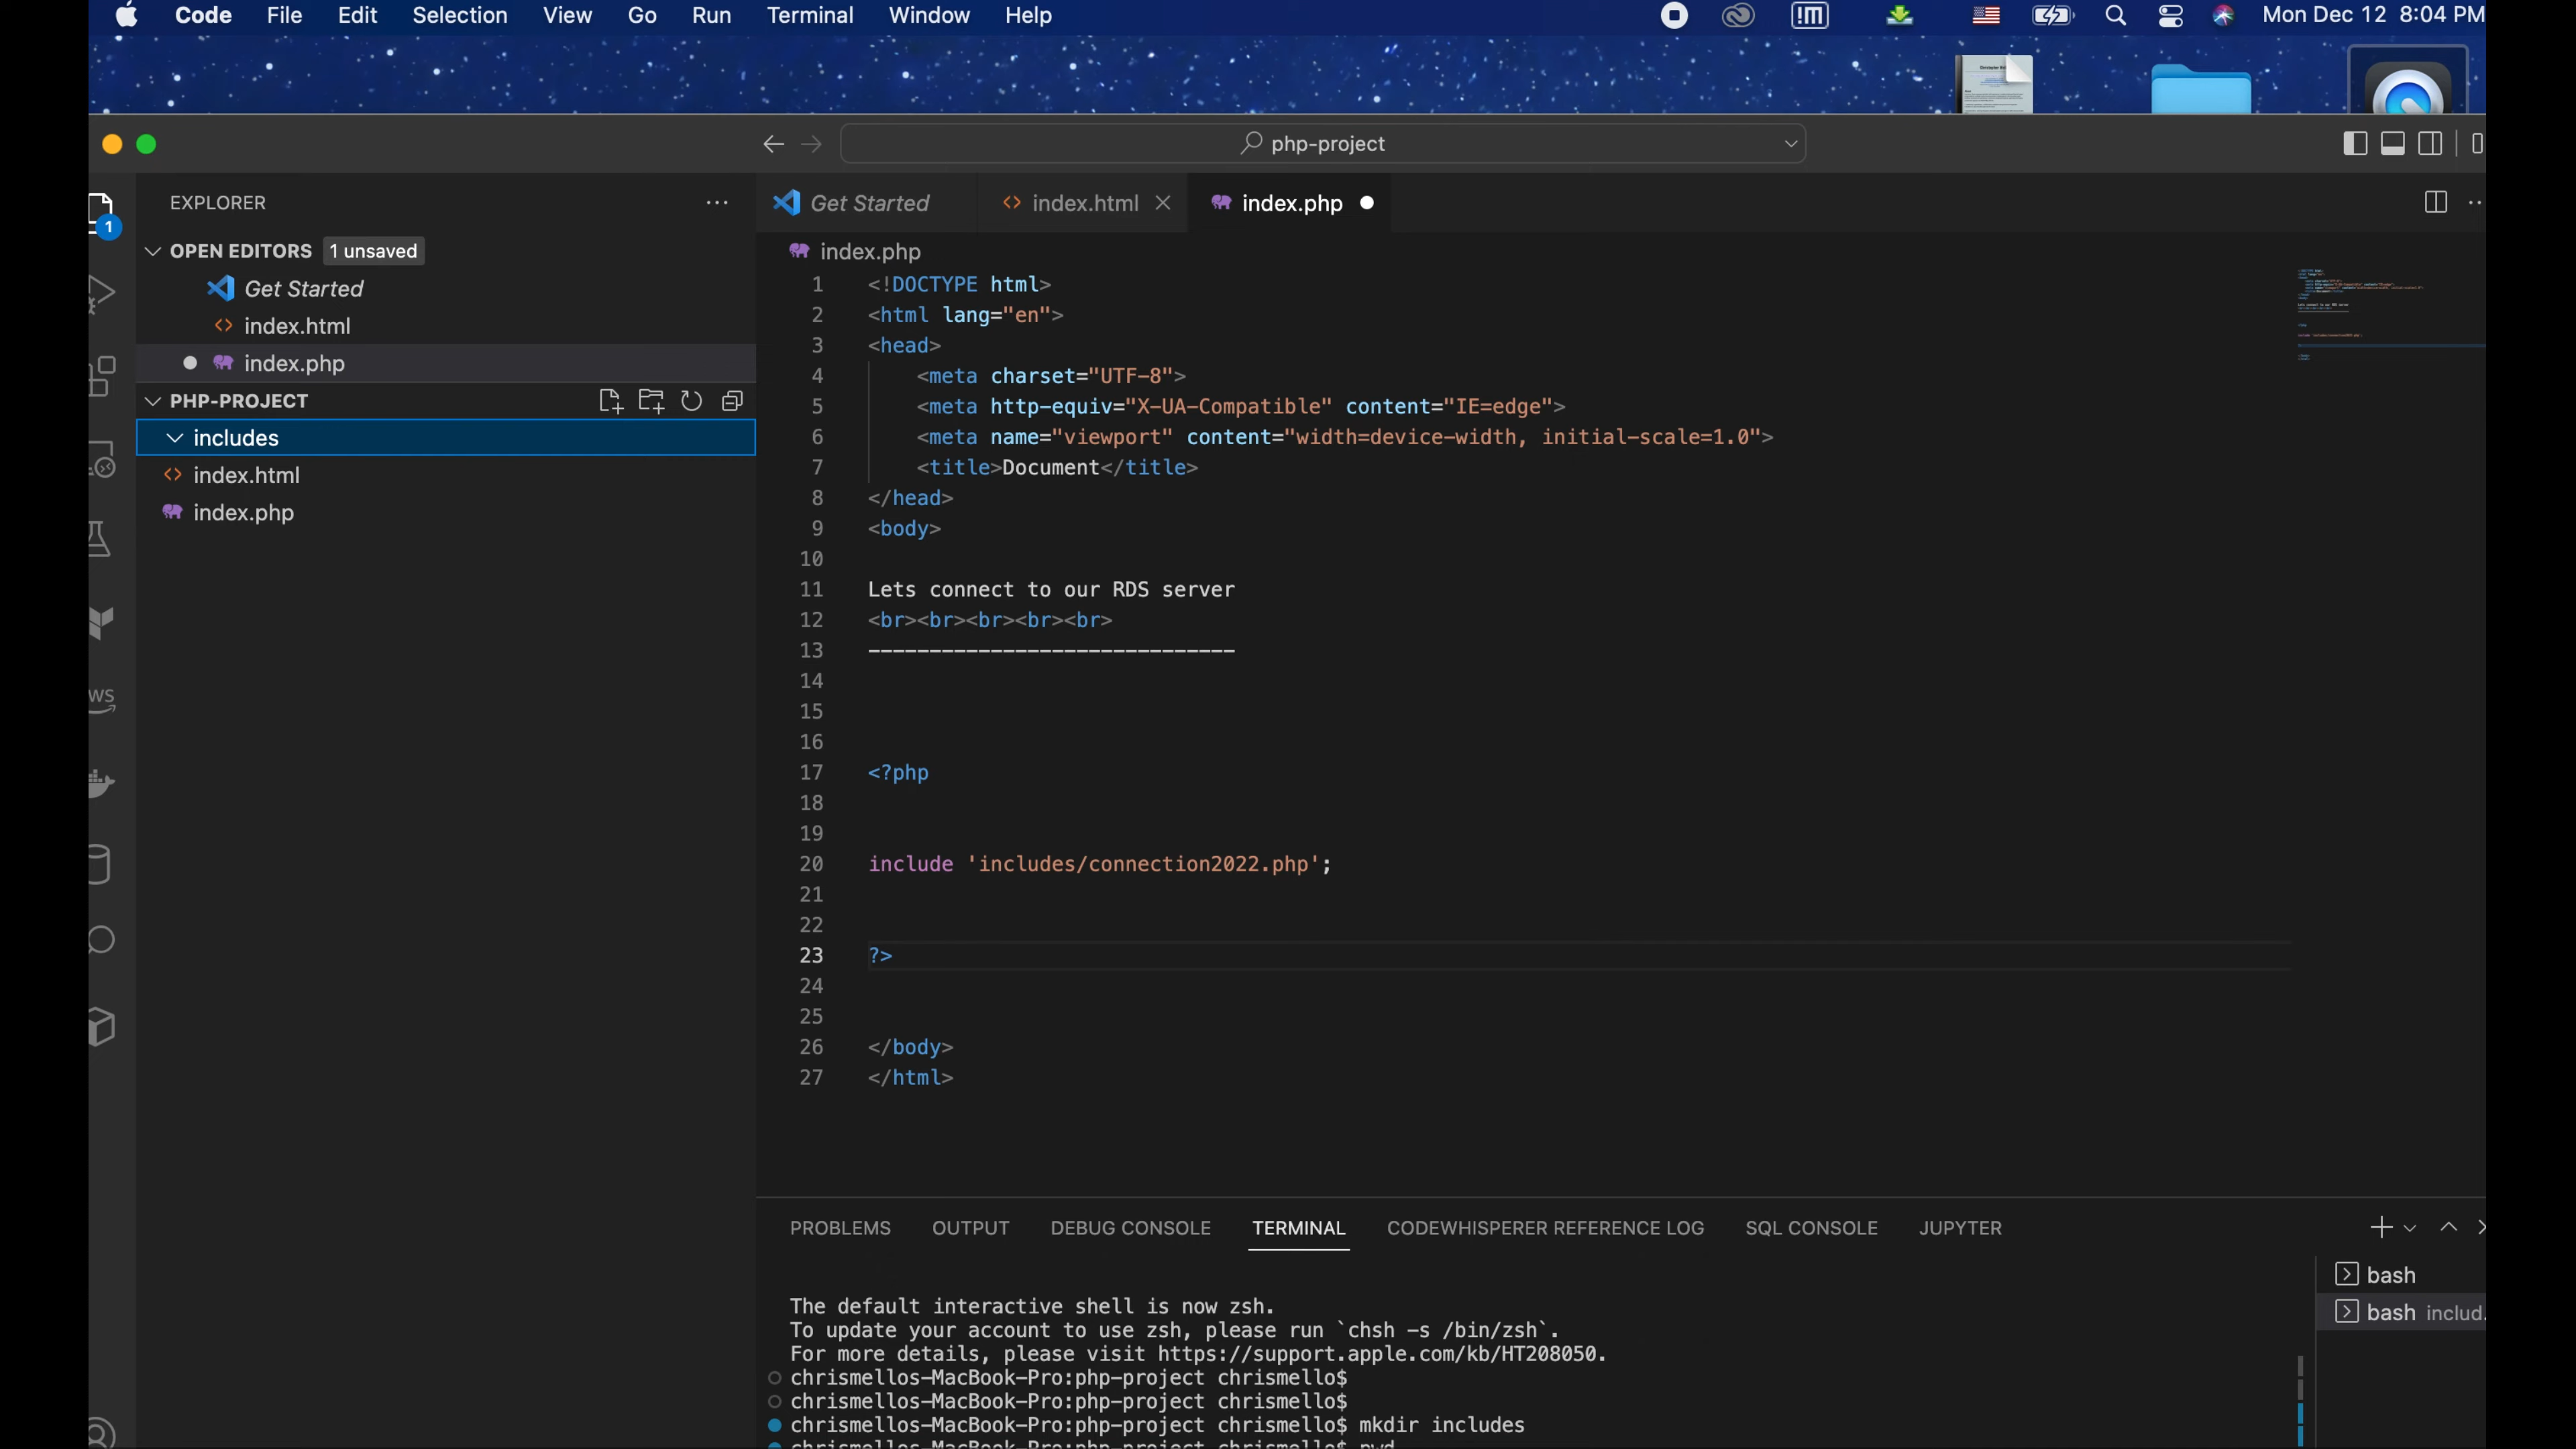 Code File Edit Selection View Go Run Terminal Window Help Mon Dec 12 8:04 PM
php-project
EXPLORER
1
OPEN EDITORS 1 unsaved
Get Started
index.html
index.php
PHP-PROJECT
includes
index.html
index.php
Get Started index.html index.php
index.php
1 <!DOCTYPE html>
2 <html lang="en">
3 <head>
4 <meta charset="UTF-8">
5 <meta http-equiv="X-UA-Compatible" content="IE=edge">
6 <meta name="viewport" content="width=device-width, initial-scale=1.0">
7 <title>Document</title>
8 </head>
9 <body>
10
11 Lets connect to our RDS server
12 <br><br><br><br><br>
13 ------------------------------
14
15
16
17 <?php
18
19
20 include 'includes/connection2022.php';
21
22
23 ?>
24
25
26 </body>
27 </html>
PROBLEMS OUTPUT DEBUG CONSOLE TERMINAL CODEWHISPERER REFERENCE LOG SQL CONSOLE JUPYTER
The default interactive shell is now zsh.
To update your account to use zsh, please run `chsh -s /bin/zsh`.
For more details, please visit https://support.apple.com/kb/HT208050.
chrismellos-MacBook-Pro:php-project chrismello$
chrismellos-MacBook-Pro:php-project chrismello$
chrismellos-MacBook-Pro:php-project chrismello$ mkdir includes
chrismellos-MacBook-Pro:php-project chrismello$ pwd
bash
bash includ.